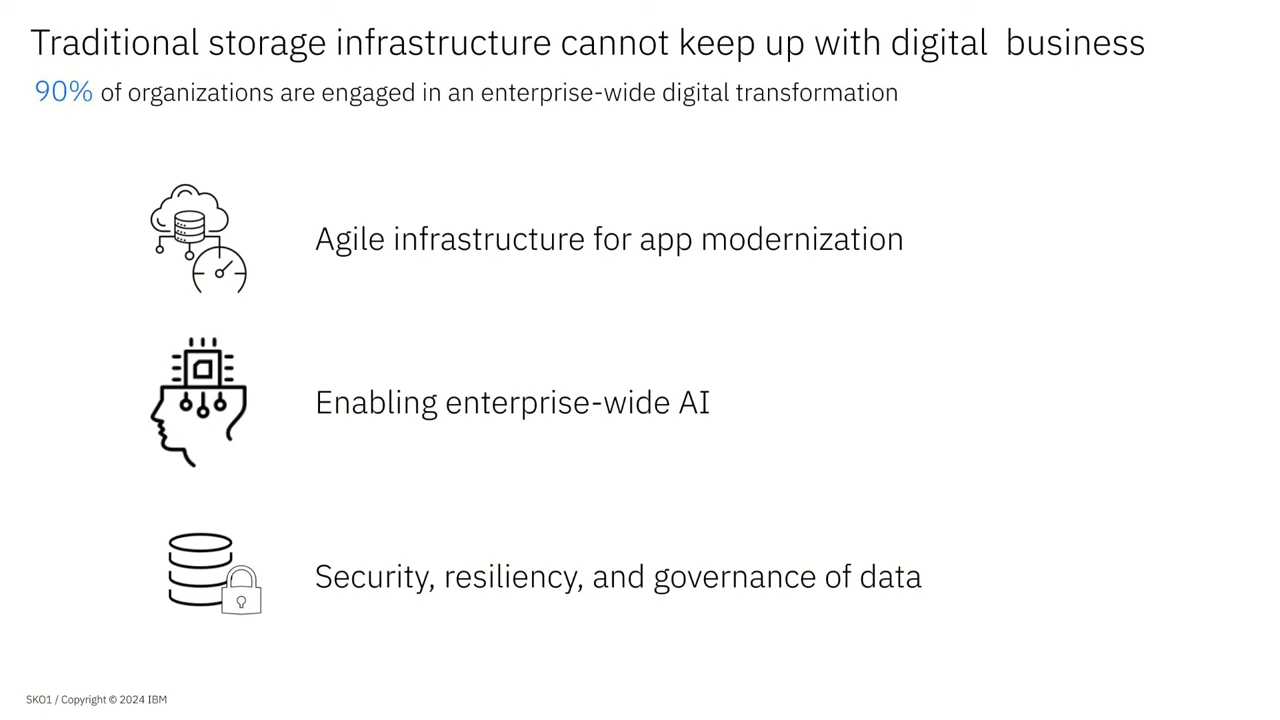 Traditional storage infrastructure cannot keep up with digital  business
90% of organizations are engaged in an enterprise-wide digital transformation
Agile infrastructure for app modernization
Enabling enterprise-wide AI
Security, resiliency, and governance of data
SKO1 / Copyright © 2024 IBM